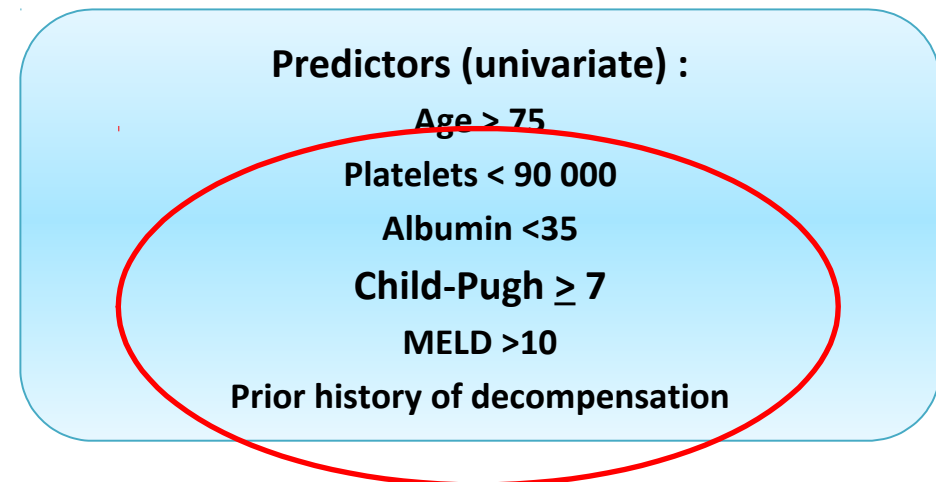 Predictors (univariate) :
Age > 75
Platelets < 90 000
Albumin <35
Child-Pugh ≥ 7
MELD >10
Prior history of decompensation